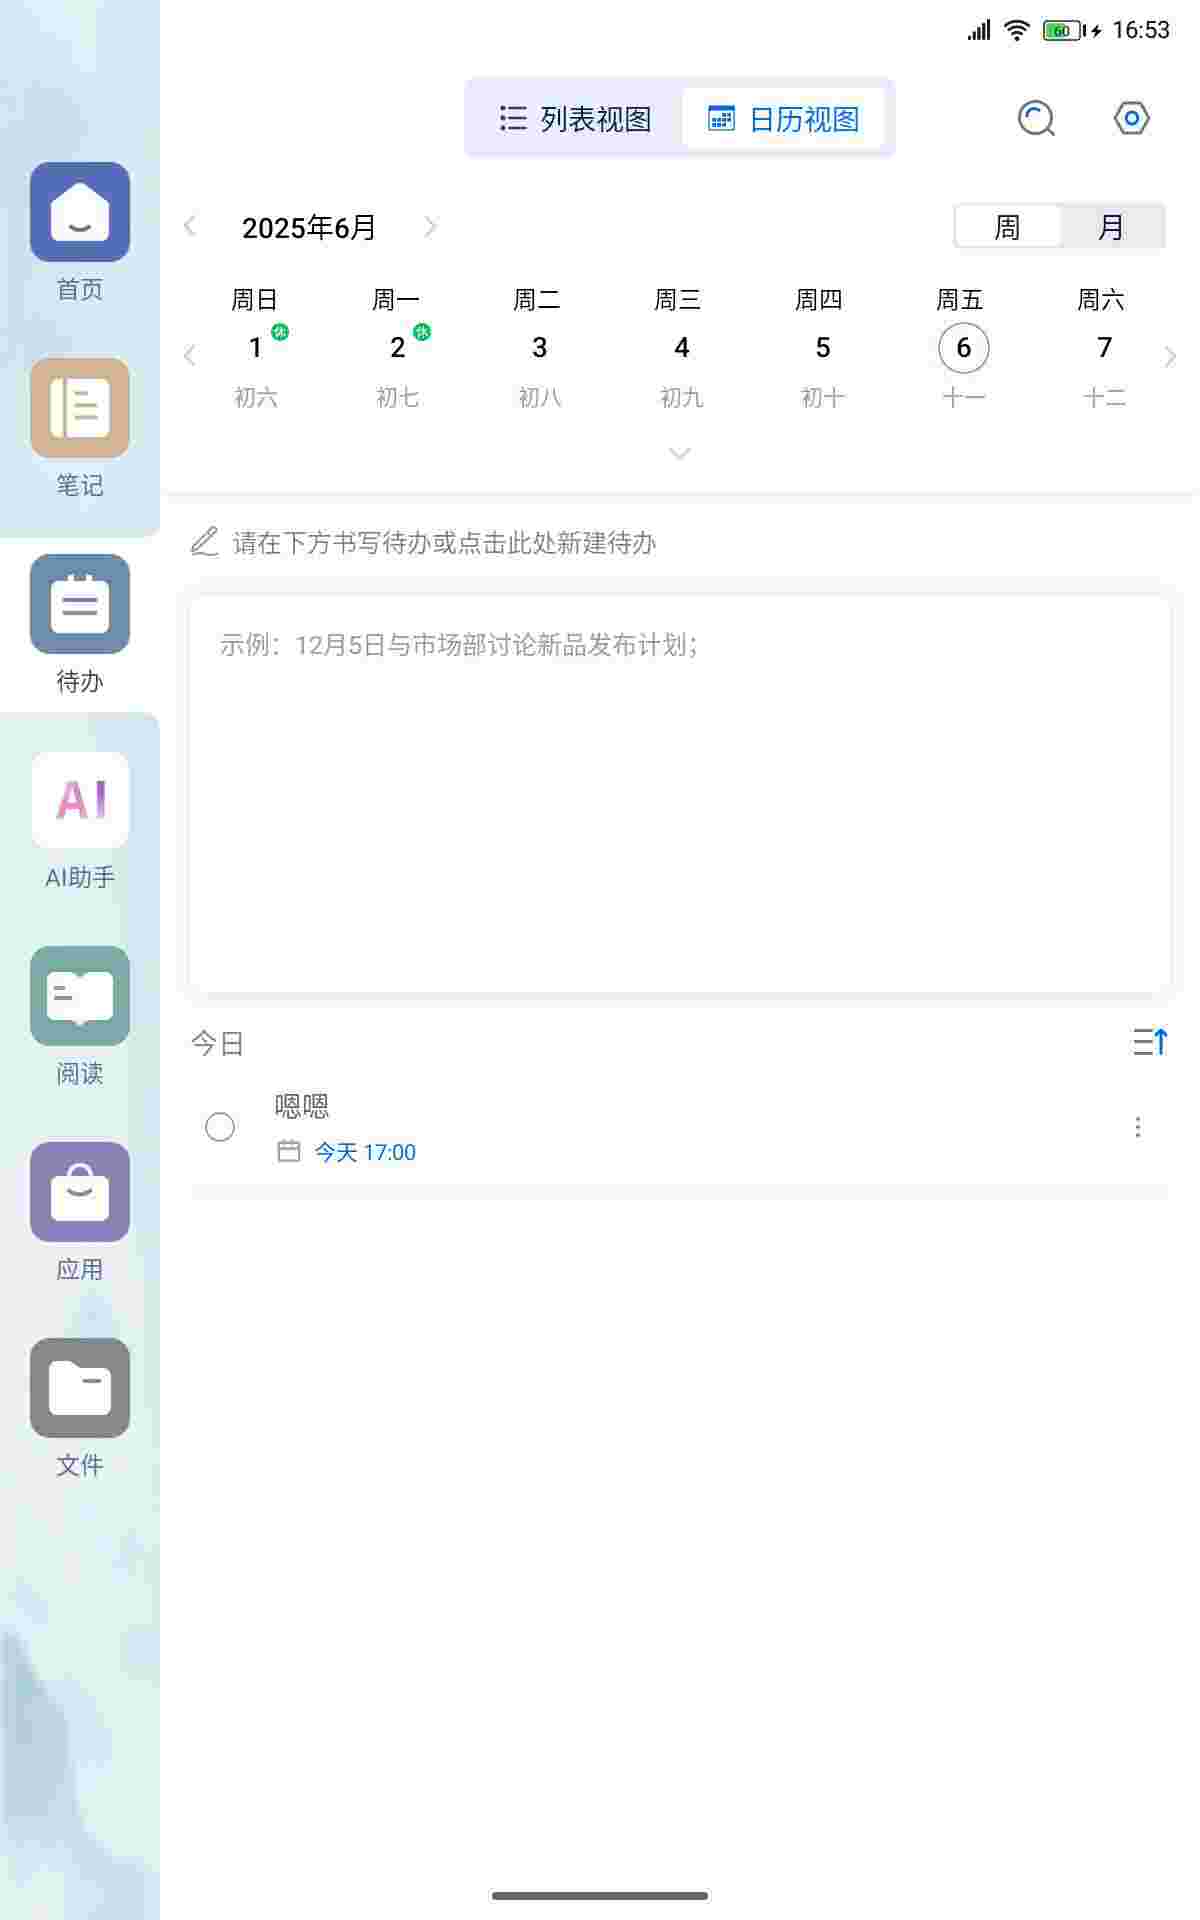 60 16:53
列表视图 日历视图
2025年6月 周 月
周日 周一 周二 周三 周四 周五 周六
1 休 2 休 3 4 5 6 7
初六 初七 初八 初九 初十 十一 十二
请在下方书写待办或点击此处新建待办
示例：12月5日与市场部讨论新品发布计划；
今日
嗯嗯
今天 17:00
首页
笔记
待办
AI
AI助手
阅读
应用
文件